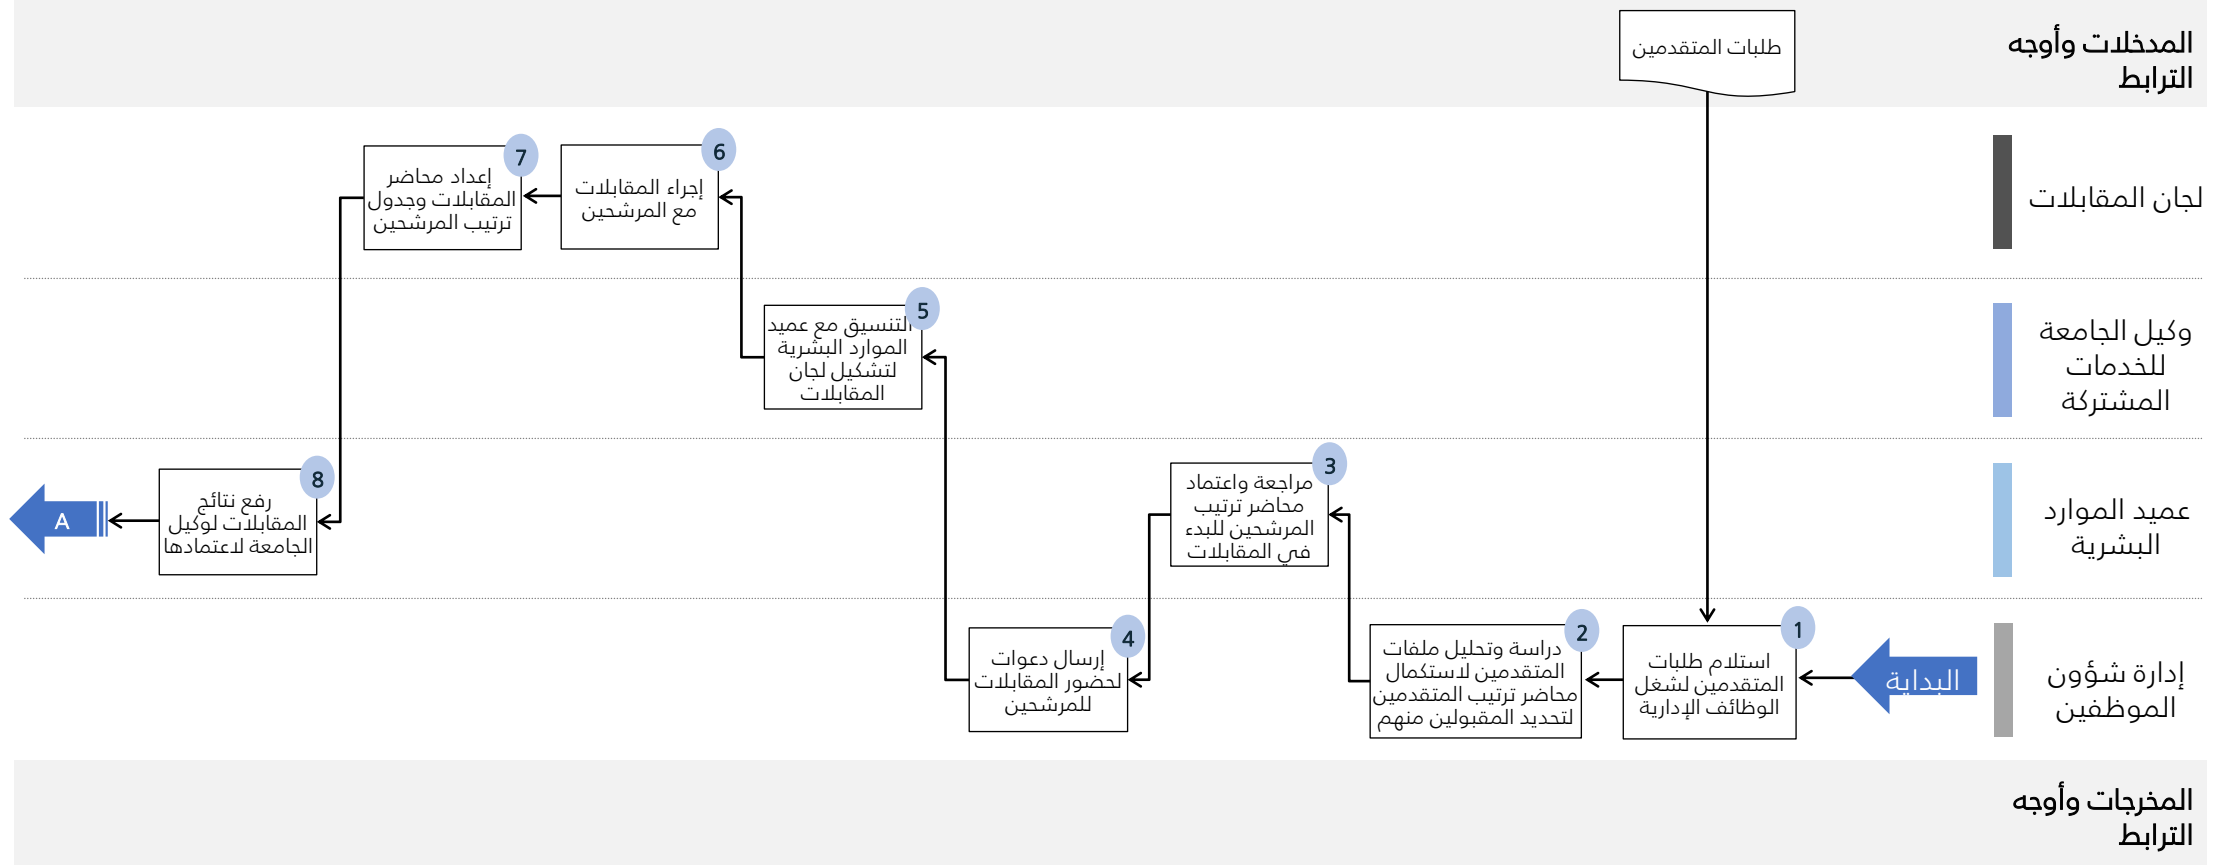 المدخلات وأوجه
الترابط
طلبات المتقدمين
لجان المقابلات
6
إجراء المقابلات
مع المرشحين
7
إعداد محاضر
المقابلات وجدول
ترتيب المرشحين
وكيل الجامعة
للخدمات
المشتركة
5
التنسيق مع عميد
الموارد البشرية
لتشكيل لجان
المقابلات
عميد الموارد
البشرية
3
مراجعة واعتماد
محاضر ترتيب
المرشحين للبدء
في المقابلات
8
رفع نتائج
المقابلات لوكيل
الجامعة لاعتمادها
A
إدارة شؤون
الموظفين
البداية
1
استلام طلبات
المتقدمين لشغل
الوظائف الإدارية
2
دراسة وتحليل ملفات
المتقدمين لاستكمال
محاضر ترتيب المتقدمين
لتحديد المقبولين منهم
4
إرسال دعوات
لحضور المقابلات
للمرشحين
المخرجات وأوجه
الترابط